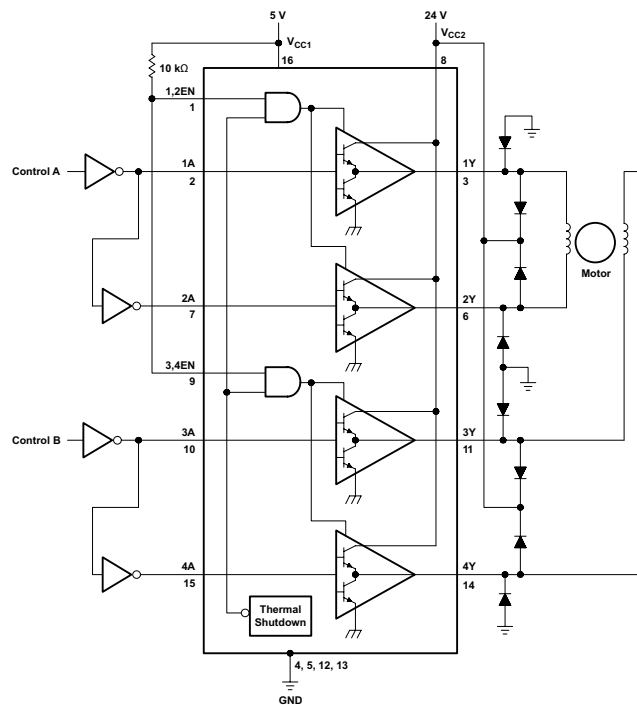 5 V
24 V
VCC1
VCC2
16
8
10 kΩ
1,2EN
1
Control A
1A
2
1Y
3
Motor
2A
7
2Y
6
3,4EN
9
Control B
3A
10
3Y
11
4A
15
4Y
14
Thermal
Shutdown
4, 5, 12, 13
GND